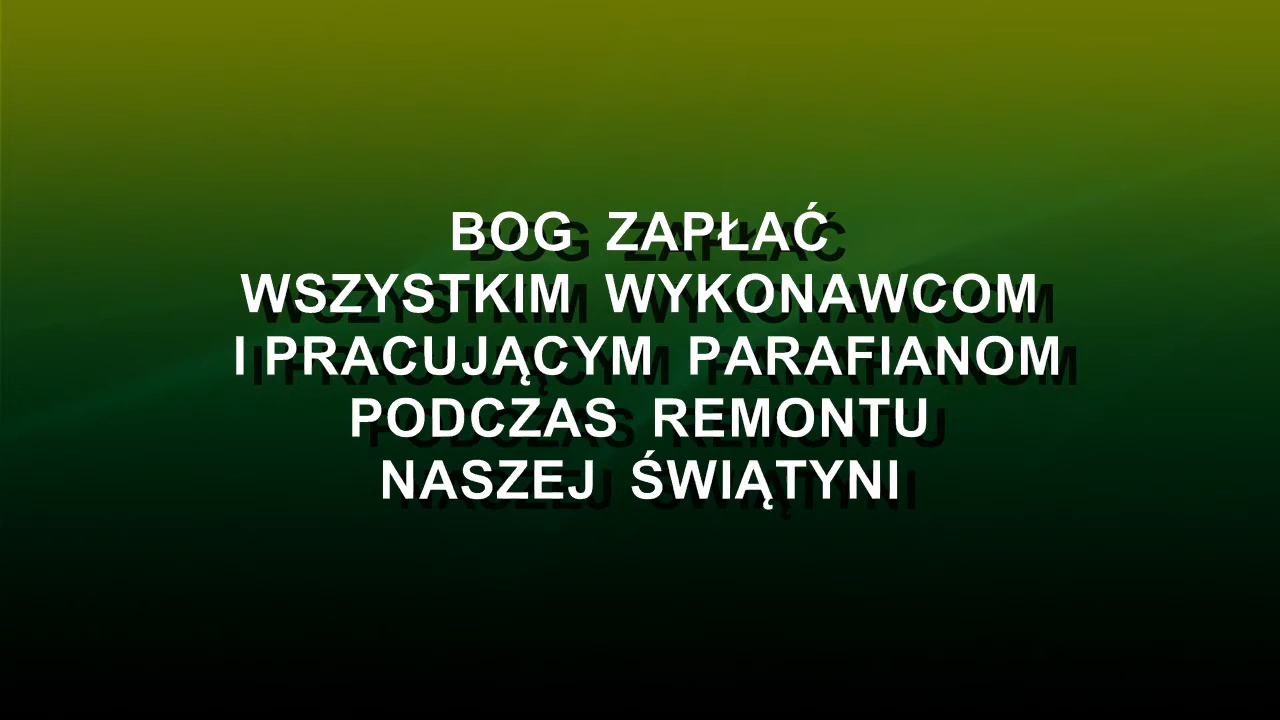 BOG ZAPŁAĆ
WSZYSTKIM WYKONAWCOM
I PRACUJĄCYM PARAFIANOM
PODCZAS REMONTU
NASZEJ ŚWIĄTYNI